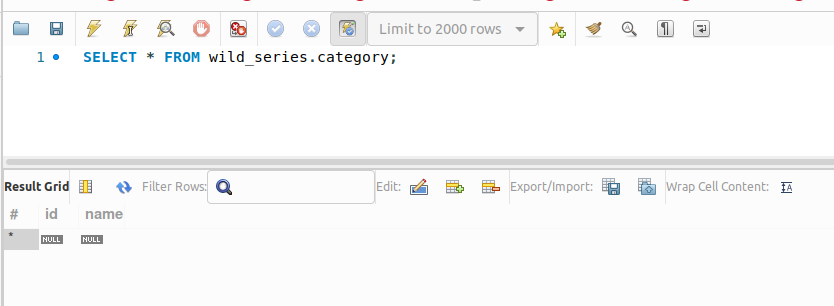 Limit to 2000 rows
1 SELECT * FROM wild_series.category;
Result Grid Filter Rows: Edit: Export/Import: Wrap Cell Content:
# id name
* NULL NULL